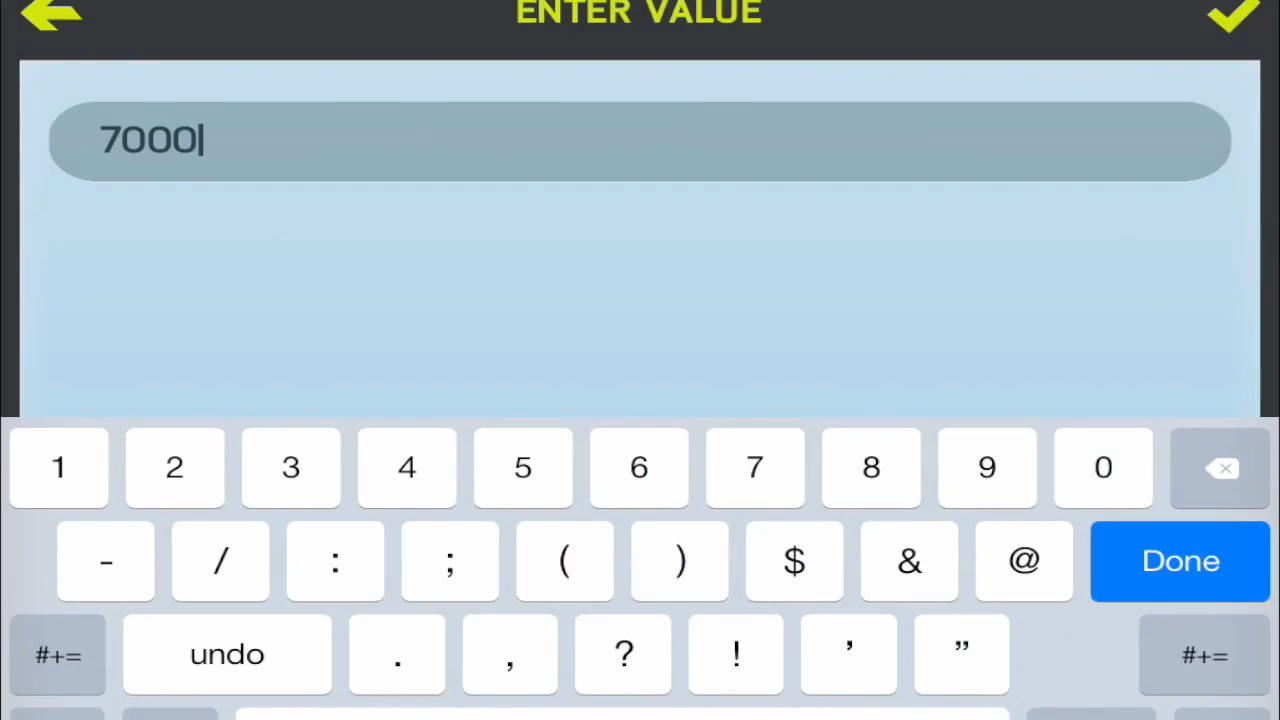 ENTER VALUE
7000
1 2 3 4 5 6 7 8 9 0
- / : ; ( ) $ & @ Done
#+= undo . , ? ! ’ ” #+=